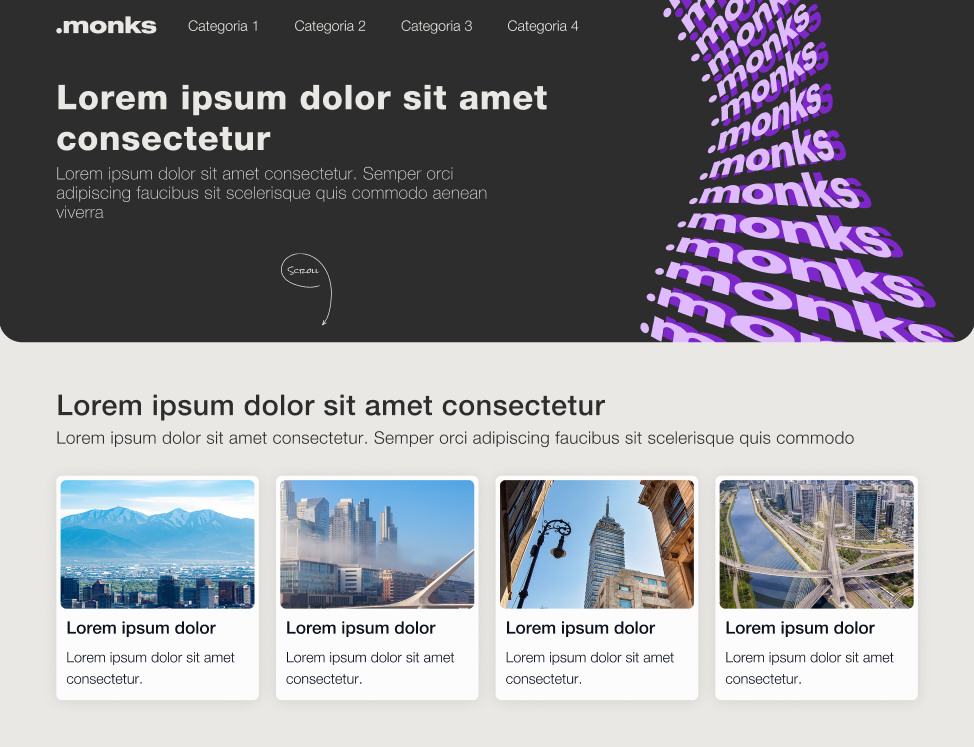 .monks Categoria 1 Categoria 2 Categoria 3 Categoria 4
Lorem ipsum dolor sit amet
consectetur
Lorem ipsum dolor sit amet consectetur. Semper orci
adipiscing faucibus sit scelerisque quis commodo aenean
viverra
Scroll
.monks
.monks
.monks
.monks
.monks
.monks
.monks
.monks
.monks
.monks
.monks
Lorem ipsum dolor sit amet consectetur
Lorem ipsum dolor sit amet consectetur. Semper orci adipiscing faucibus sit scelerisque quis commodo
Lorem ipsum dolor
Lorem ipsum dolor sit amet
consectetur.
Lorem ipsum dolor
Lorem ipsum dolor sit amet
consectetur.
Lorem ipsum dolor
Lorem ipsum dolor sit amet
consectetur.
Lorem ipsum dolor
Lorem ipsum dolor sit amet
consectetur.